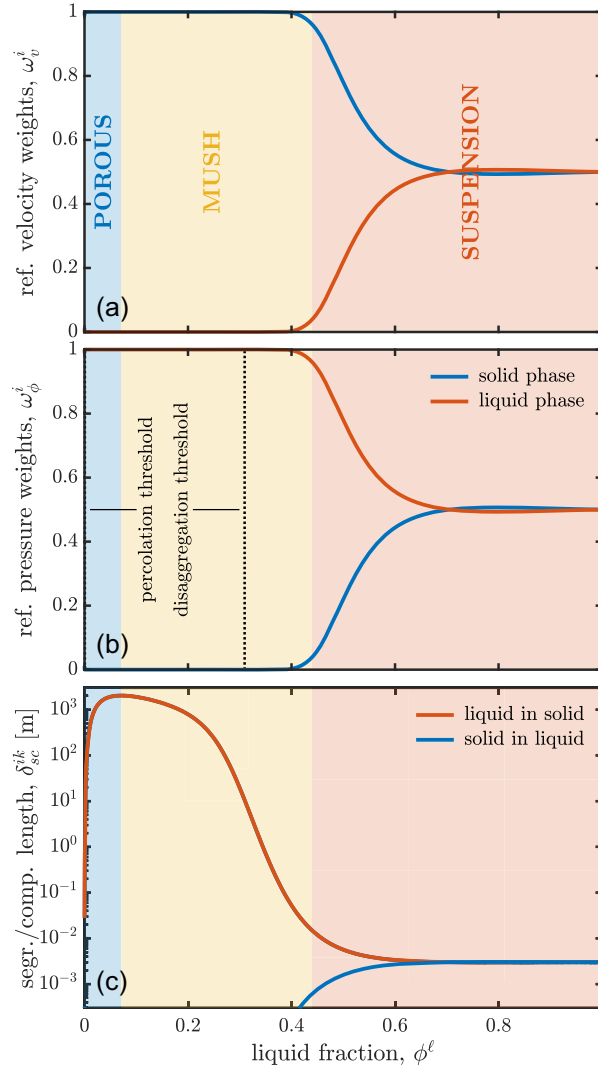 1
0.8
0.6
0.4
0.2
0
ref. velocity weights, ω_v^i
POROUS
MUSH
SUSPENSION
(a)
1
0.8
0.6
0.4
0.2
0
ref. pressure weights, ω_ϕ^i
solid phase
liquid phase
percolation threshold
disaggregation threshold
(b)
10^3
10^2
10^1
10^0
10^-1
10^-2
10^-3
segr./comp. length, δ_sc^ik [m]
liquid in solid
solid in liquid
(c)
0 0.2 0.4 0.6 0.8
liquid fraction, ϕ^ℓ